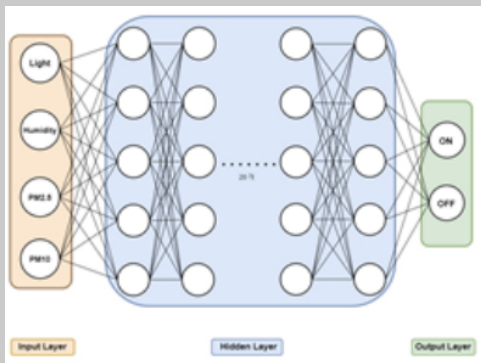 Light
Humidity
PM2.5
PM10
ON
OFF
Input Layer
Hidden Layer
Output Layer